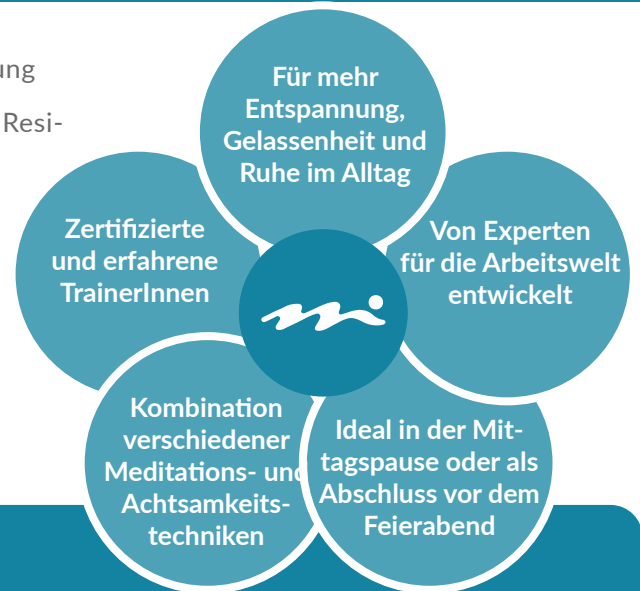 ung
Resi-
Für mehr
Entspannung,
Gelassenheit und
Ruhe im Alltag
Zertifizierte
und erfahrene
TrainerInnen
Von Experten
für die Arbeitswelt
entwickelt
Kombination
verschiedener
Meditations- und
Achtsamkeits-
techniken
Ideal in der Mit-
tagspause oder als
Abschluss vor dem
Feierabend